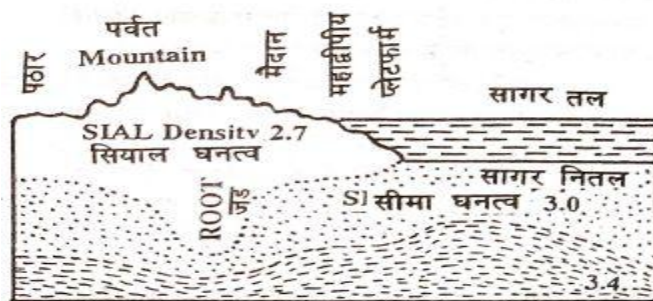 पठार
पर्वत
Mountain
मैदान
महाद्वीपीय
प्लेटफार्म
सागर तल
SIAL Density 2.7
सियाल घनत्व
सागर नितल
ROOT
जड़
SI सीमा घनत्व 3.0
3.4